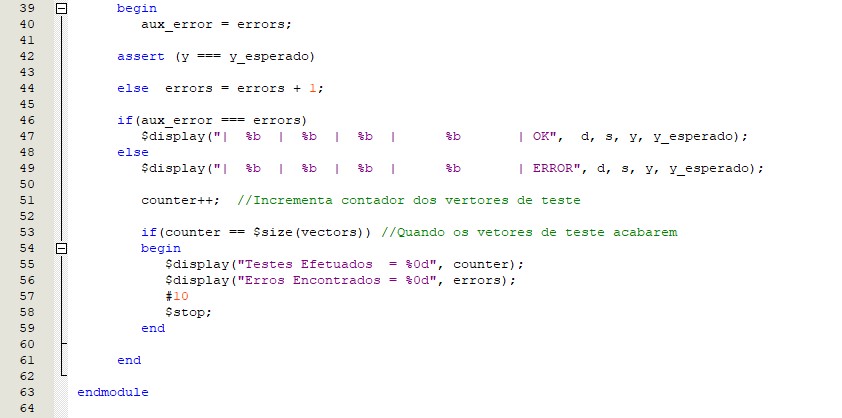 39 begin
40 aux_error = errors;
41
42 assert (y === y_esperado)
43
44 else errors = errors + 1;
45
46 if(aux_error === errors)
47 $display("| %b | %b | %b | %b | OK", d, s, y, y_esperado);
48 else
49 $display("| %b | %b | %b | %b | ERROR", d, s, y, y_esperado);
50
51 counter++; //Incrementa contador dos vertores de teste
52
53 if(counter == $size(vectors)) //Quando os vetores de teste acabarem
54 begin
55 $display("Testes Efetuados = %0d", counter);
56 $display("Erros Encontrados = %0d", errors);
57 #10
58 $stop;
59 end
60
61 end
62
63 endmodule
64